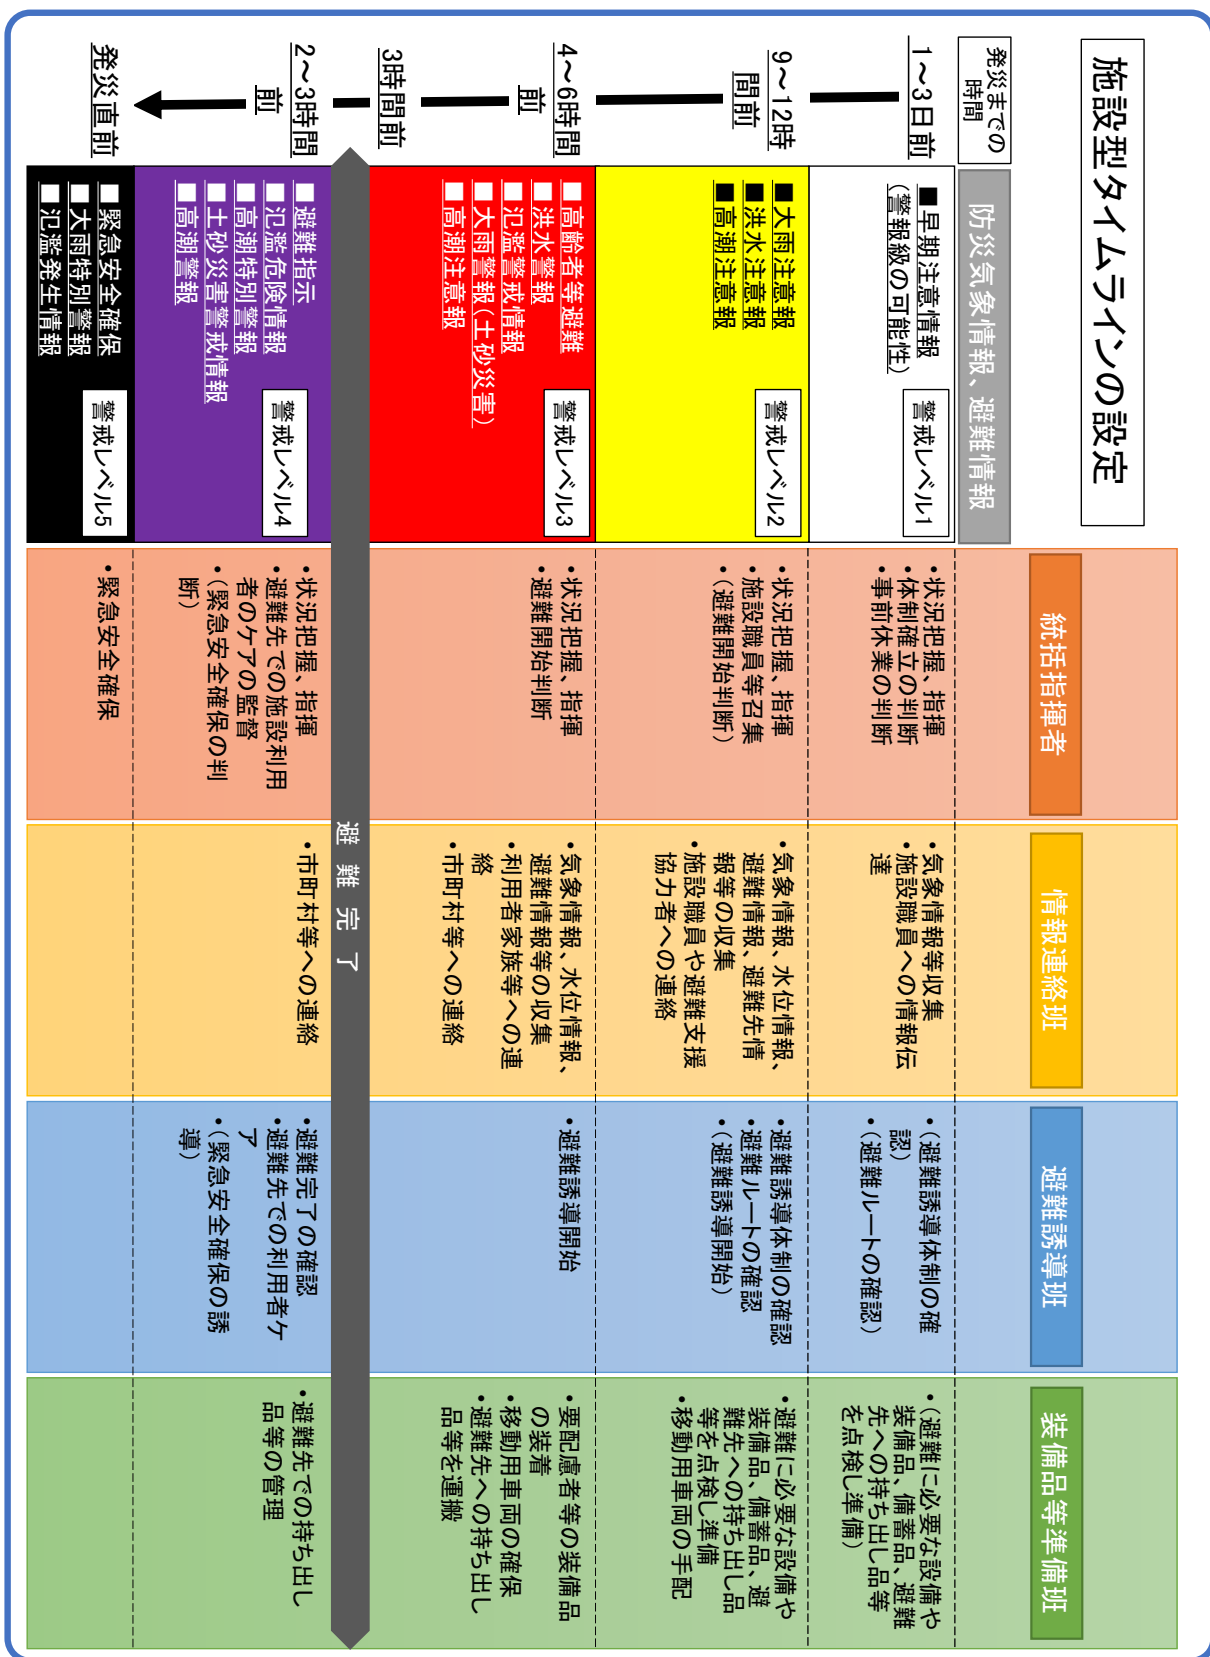 施設型タイムラインの設定
発災までの
時間
防災気象情報、避難情報
統括指揮者
情報連絡班
避難誘導班
装備品等準備班
1～3日前
■早期注意情報
(警報級の可能性)
警戒レベル1
・状況把握、指揮
・体制確立の判断
・事前休業の判断
・気象情報等収集
・施設職員への情報伝
達
・(避難誘導体制の確
認)
・(避難ルートの確認)
・(避難に必要な設備や
装備品、備蓄品、避難
先への持ち出し品等
を点検し準備)
9～12時
間前
■大雨注意報
■洪水注意報
■高潮注意報
警戒レベル2
・状況把握、指揮
・施設職員等召集
・(避難開始判断)
・気象情報、水位情報、
避難情報、避難先情
報等の収集
・施設職員や避難支援
協力者への連絡
・避難誘導体制の確認
・避難ルートの確認
・(避難誘導開始)
・避難に必要な設備や
装備品、備蓄品、避
難先への持ち出し品
等を点検し準備
・移動用車両の手配
4～6時間
前
■高齢者等避難
■洪水警報
■氾濫警戒情報
■大雨警報(土砂災害)
■高潮注意報
警戒レベル3
・状況把握、指揮
・避難開始判断
・気象情報、水位情報、
避難情報等の収集
・利用者家族等への連
絡
・市町村等への連絡
・避難誘導開始
・要配慮者等の装備品
の装着
・移動用車両の確保
・避難先への持ち出し
品等を運搬
3時間前
避難完了
2～3時間
前
■避難指示
■氾濫危険情報
■高潮特別警報
■土砂災害警戒情報
■高潮警報
警戒レベル4
・状況把握、指揮
・避難先での施設利用
者のケアの監督
・(緊急安全確保の判
断)
・市町村等への連絡
・避難完了の確認
・避難先での利用者ケ
ア
・(緊急安全確保の誘
導)
・避難先での持ち出し
品等の管理
発災直前
■緊急安全確保
■大雨特別警報
■氾濫発生情報
警戒レベル5
・緊急安全確保